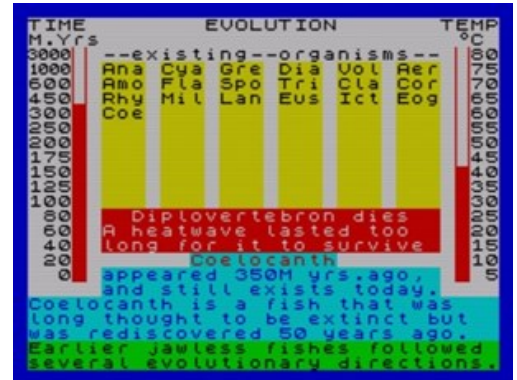 TIME EVOLUTION TEMP
M.Yrs °C
3000 --existing--organisms-- 80
1000 Ana Cya Gre Dia Vol Aer 75
600 Amo Fla Spo Tri Cla Cor 70
450 Rhy Mil Lan Eus Ict Eog 65
300 Coe 60
250 55
200 50
175 45
150 40
125 35
100 30
80 Diplovertebron dies 25
60 A heatwave lasted too 20
40 long for it to survive 15
20 Coelocanth 10
0 appeared 350M yrs.ago, 5
and still exists today.
Coelocanth is a fish that was
long thought to be extinct but
was rediscovered 50 years ago.
Earlier jawless fishes followed
several evolutionary directions.